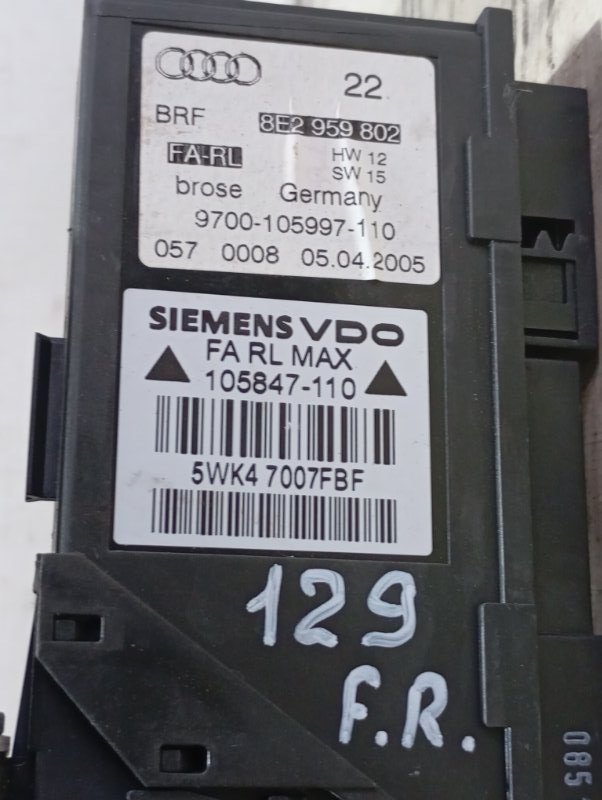 22
BRF 8E2 959 802
FA-RL HW 12
SW 15
brose Germany
9700-105997-110
057 0008 05.04.2005
SIEMENS VDO
FA RL MAX
105847-110
5WK4 7007FBF
129
F.R.
085